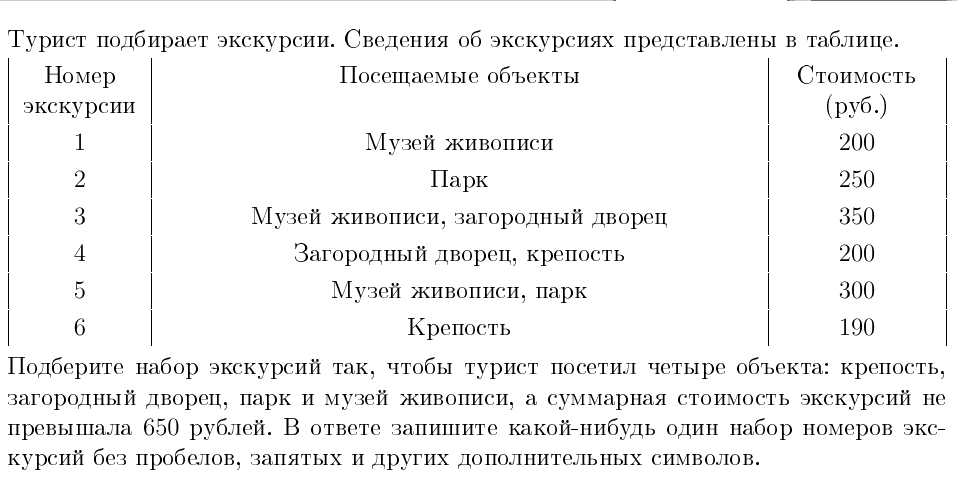 Турист подбирает экскурсии. Сведения об экскурсиях представлены в таблице.
Номер Посещаемые объекты Стоимость
экскурсии (руб.)
1 Музей живописи 200
2 Парк 250
3 Музей живописи, загородный дворец 350
4 Загородный дворец, крепость 200
5 Музей живописи, парк 300
6 Крепость 190
Подберите набор экскурсий так, чтобы турист посетил четыре объекта: крепость,
загородный дворец, парк и музей живописи, а суммарная стоимость экскурсий не
превышала 650 рублей. В ответе запишите какой-нибудь один набор номеров экс-
курсий без пробелов, запятых и других дополнительных символов.